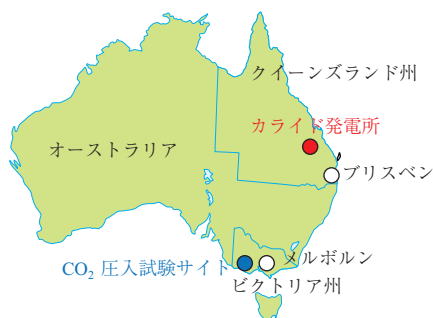 クイーンズランド州
カライド発電所
オーストラリア
ブリスベン
メルボルン
CO₂ 圧入試験サイト
ビクトリア州